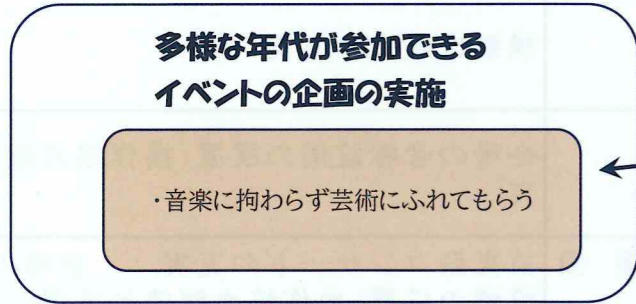 多様な年代が参加できる
イベントの企画の実施
・音楽に拘わらず芸術にふれてもらう